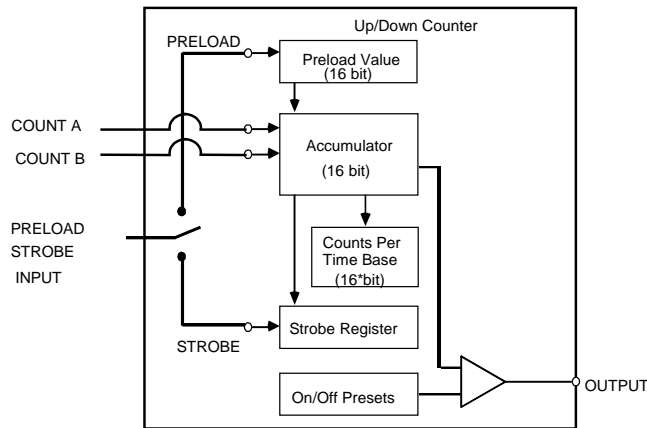 Up/Down Counter
PRELOAD
Preload Value
(16 bit)
COUNT A
COUNT B
Accumulator
(16 bit)
PRELOAD
STROBE
INPUT
Counts Per
Time Base
(16*bit)
Strobe Register
STROBE
On/Off Presets
OUTPUT